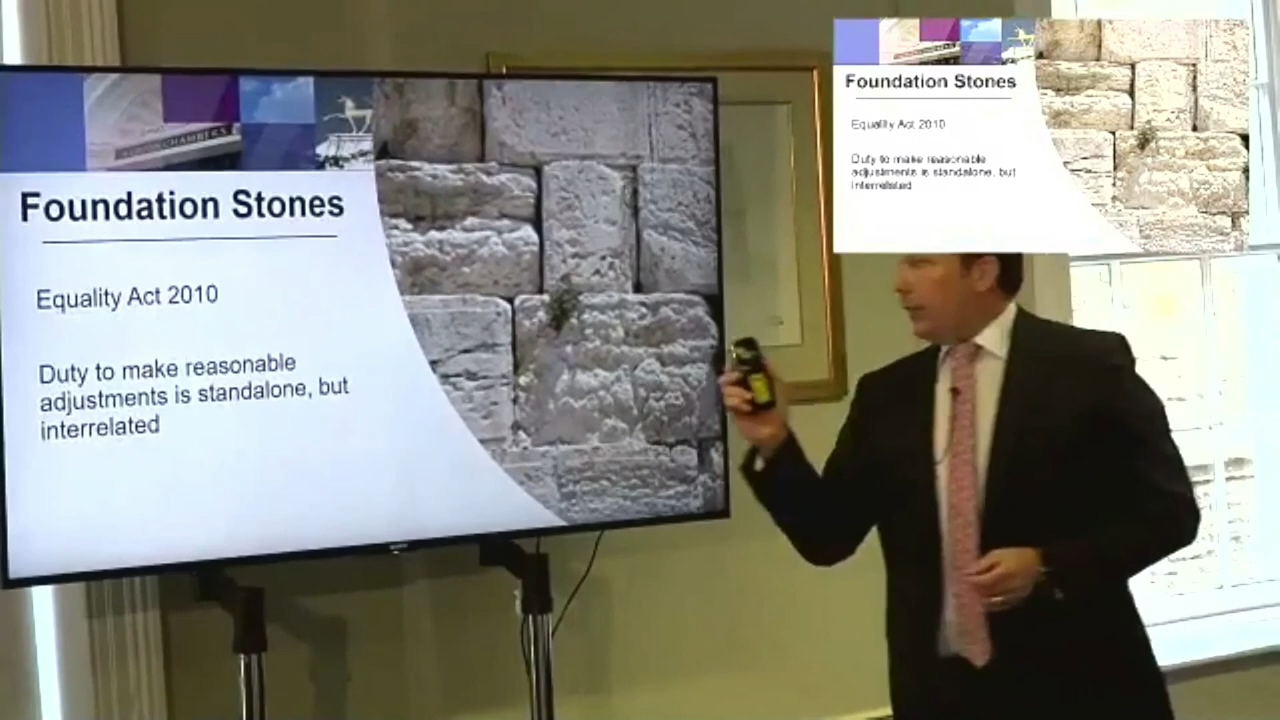 CHAMBERS
Foundation Stones
Equality Act 2010
Duty to make reasonable
adjustments is standalone, but
interrelated
Foundation Stones
Equality Act 2010
Duty to make reasonable
adjustments is standalone, but
interrelated